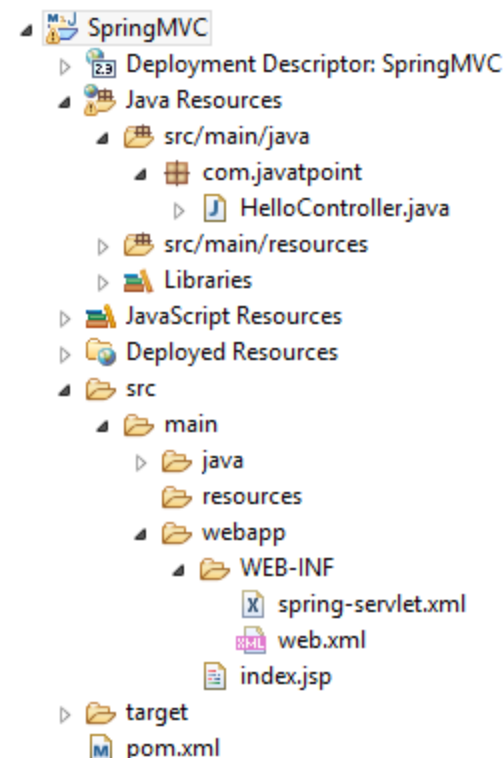 SpringMVC
Deployment Descriptor: SpringMVC
Java Resources
src/main/java
com.javatpoint
HelloController.java
src/main/resources
Libraries
JavaScript Resources
Deployed Resources
src
main
java
resources
webapp
WEB-INF
spring-servlet.xml
web.xml
index.jsp
target
pom.xml